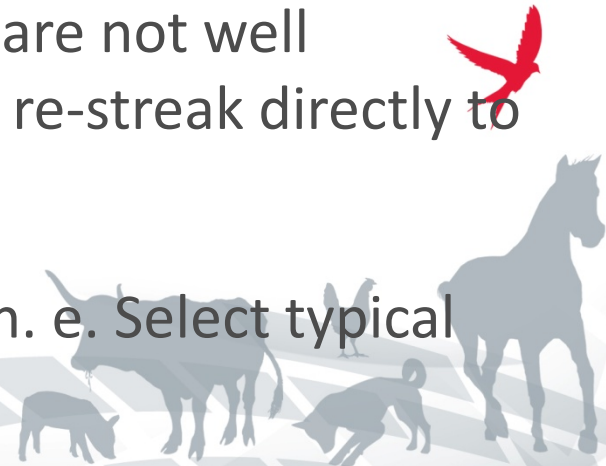 are not well
re-streak directly to
n. e. Select typical